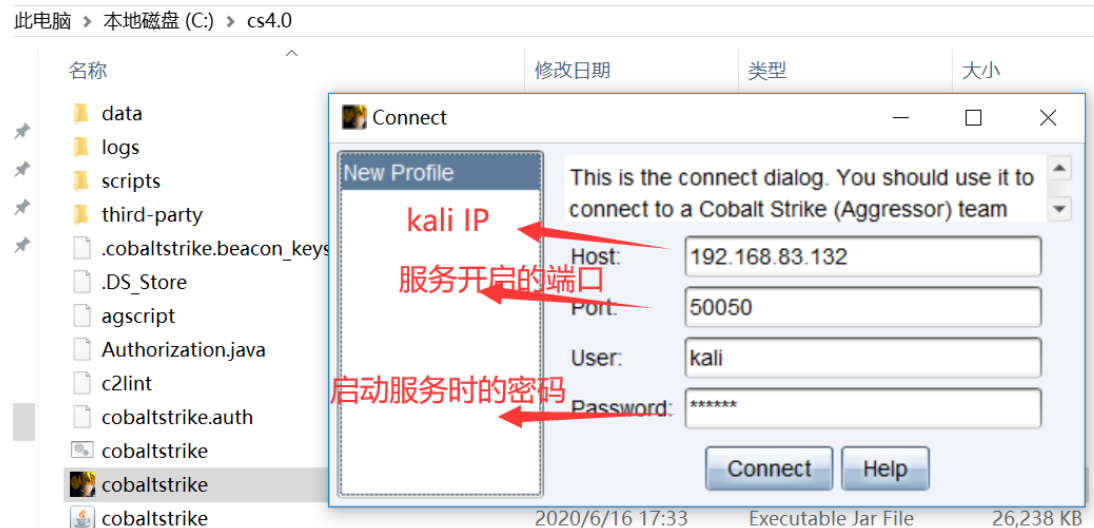 此电脑 › 本地磁盘 (C:) › cs4.0
名称 修改日期 类型 大小
data
logs
scripts
third-party
.cobaltstrike.beacon_keys
.DS_Store
agscript
Authorization.java
c2lint
cobaltstrike.auth
cobaltstrike
cobaltstrike
cobaltstrike 2020/6/16 17:33 Executable Jar File 26,238 KB
Connect
New Profile
This is the connect dialog. You should use it to
connect to a Cobalt Strike (Aggressor) team
kali IP
Host: 192.168.83.132
服务开启的端口
Port: 50050
User: kali
启动服务时的密码
Password: ******
Connect Help